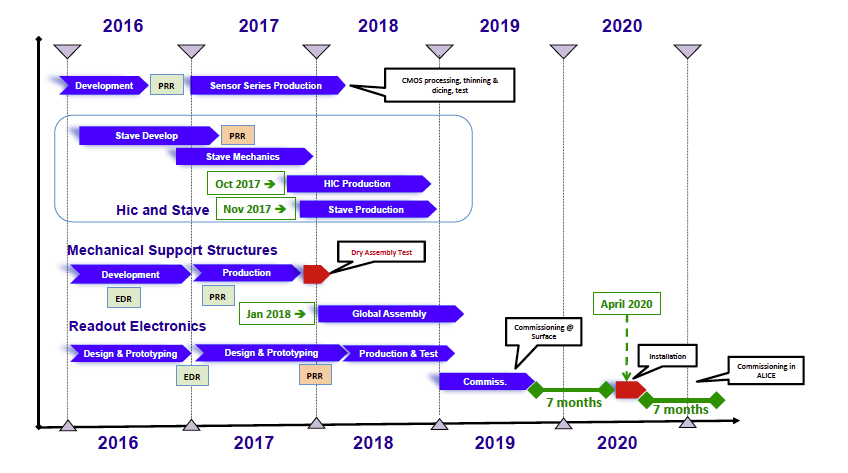 2016 2017 2018 2019 2020
Development PRR Sensor Series Production
CMOS processing, thinning &
dicing, test
Stave Develop PRR
Stave Mechanics
Oct 2017 → HIC Production
Hic and Stave Nov 2017 → Stave Production
Mechanical Support Structures
Dry Assembly Test
Development Production
EDR PRR
Jan 2018 → Global Assembly
April 2020
Readout Electronics
Commissioning @
Surface
Design & Prototyping Design & Prototyping Production & Test
Installation
EDR PRR
Commiss.
Commissioning in
ALICE
7 months 7 months
2016 2017 2018 2019 2020